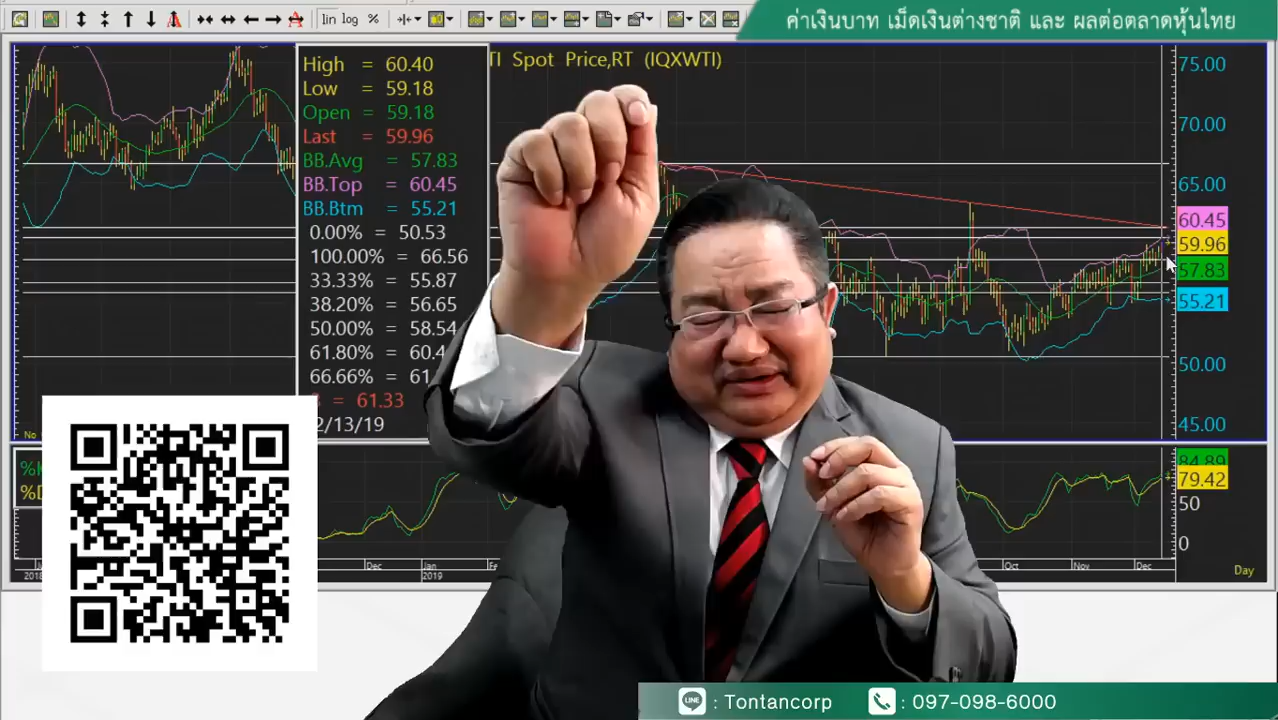 lin log %
ค่าเงินบาท เม็ดเงินต่างชาติ และ ผลต่อตลาดหุ้นไทย
TI Spot Price,RT (IQXWTI)
High = 60.40
Low = 59.18
Open = 59.18
Last = 59.96
BB.Avg = 57.83
BB.Top = 60.45
BB.Btm = 55.21
0.00% = 50.53
100.00% = 66.56
33.33% = 55.87
38.20% = 56.65
50.00% = 58.54
61.80% = 60.4
66.66% = 61.
= 61.33
2/13/19
75.00
70.00
65.00
60.45
59.96
57.83
55.21
50.00
45.00
No
%K
%D
84.89
79.42
50
0
2018
Dec
Jan
2019
Oct
Nov
Dec
Day
LINE : Tontancorp
: 097-098-6000